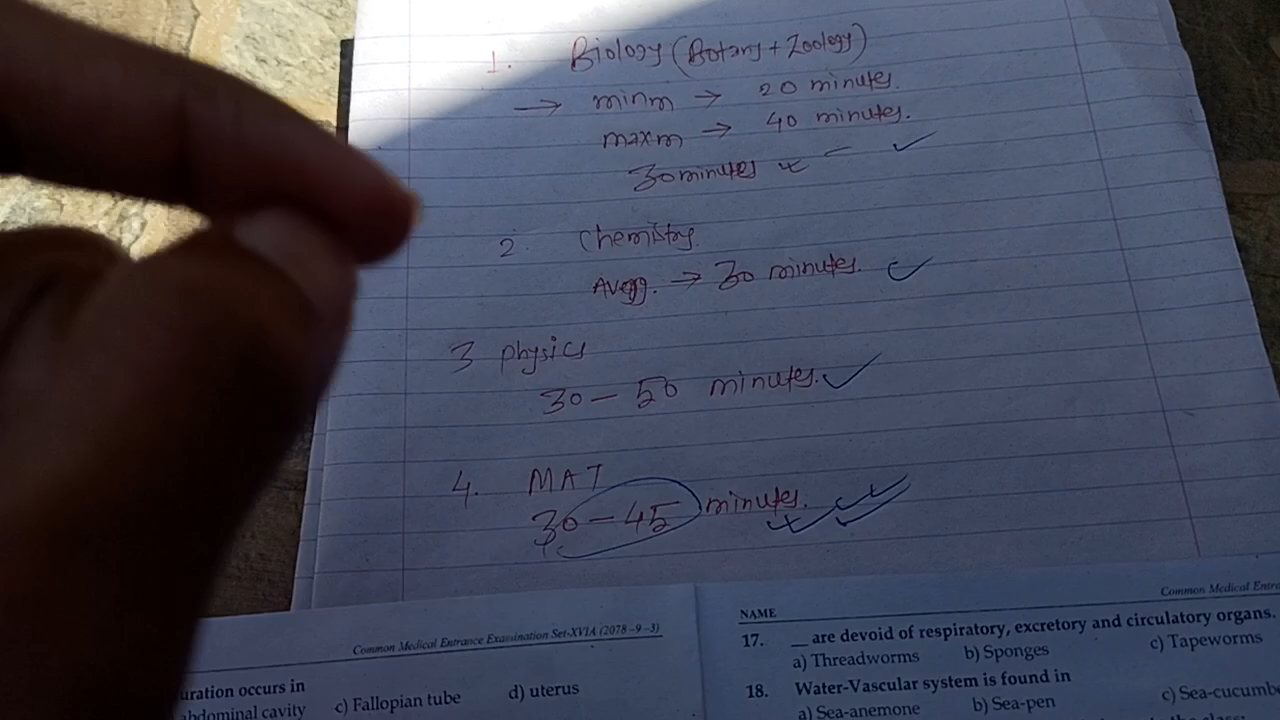 1. Biology (Botany + Zoology)
→ minm → 20 minutes.
maxm → 40 minutes.
30 minutes
2. Chemistry.
Avegg. → 30 minutes.
3 physics
30 – 50 minutes.
4. MAT
30 – 45 minutes.
Common Medical Entrance Examination Set-XVIA (2078-9-3)
uration occurs in
abdominal cavity c) Fallopian tube d) uterus
Common Medical Entra
NAME
17. __ are devoid of respiratory, excretory and circulatory organs.
a) Threadworms b) Sponges c) Tapeworms
18. Water-Vascular system is found in
a) Sea-anemone b) Sea-pen c) Sea-cucumb